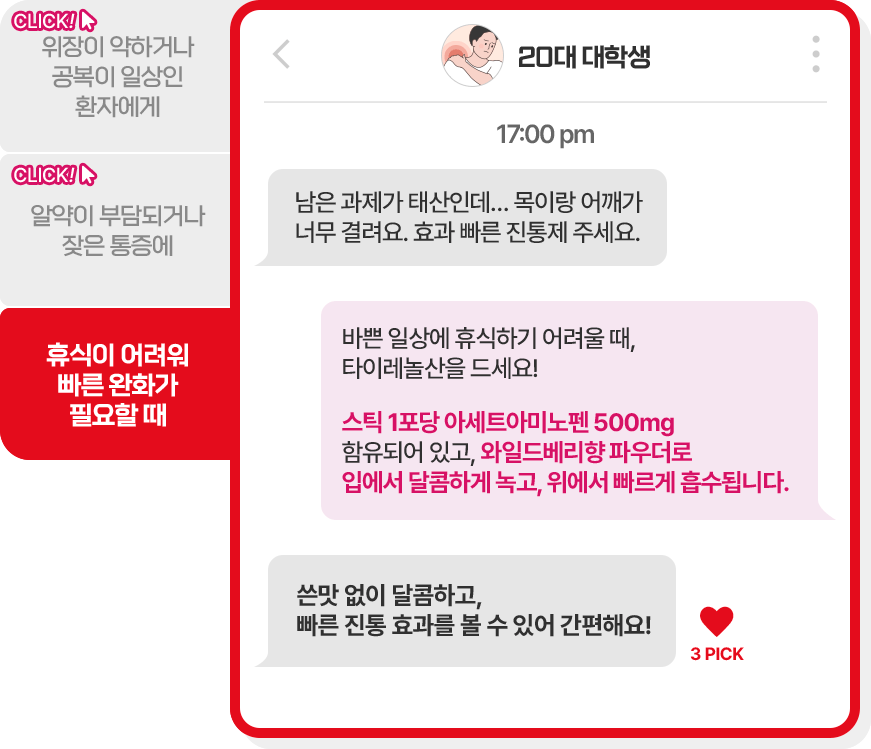 CLICK!
위장이 약하거나
공복이 일상인
환자에게
CLICK!
알약이 부담되거나
잦은 통증에
휴식이 어려워
빠른 완화가
필요할 때
20대 대학생
17:00 pm
남은 과제가 태산인데... 목이랑 어깨가
너무 결려요. 효과 빠른 진통제 주세요.
바쁜 일상에 휴식하기 어려울 때,
타이레놀산을 드세요!
스틱 1포당 아세트아미노펜 500mg
함유되어 있고, 와일드베리향 파우더로
입에서 달콤하게 녹고, 위에서 빠르게 흡수됩니다.
쓴맛 없이 달콤하고,
빠른 진통 효과를 볼 수 있어 간편해요!
3 PICK